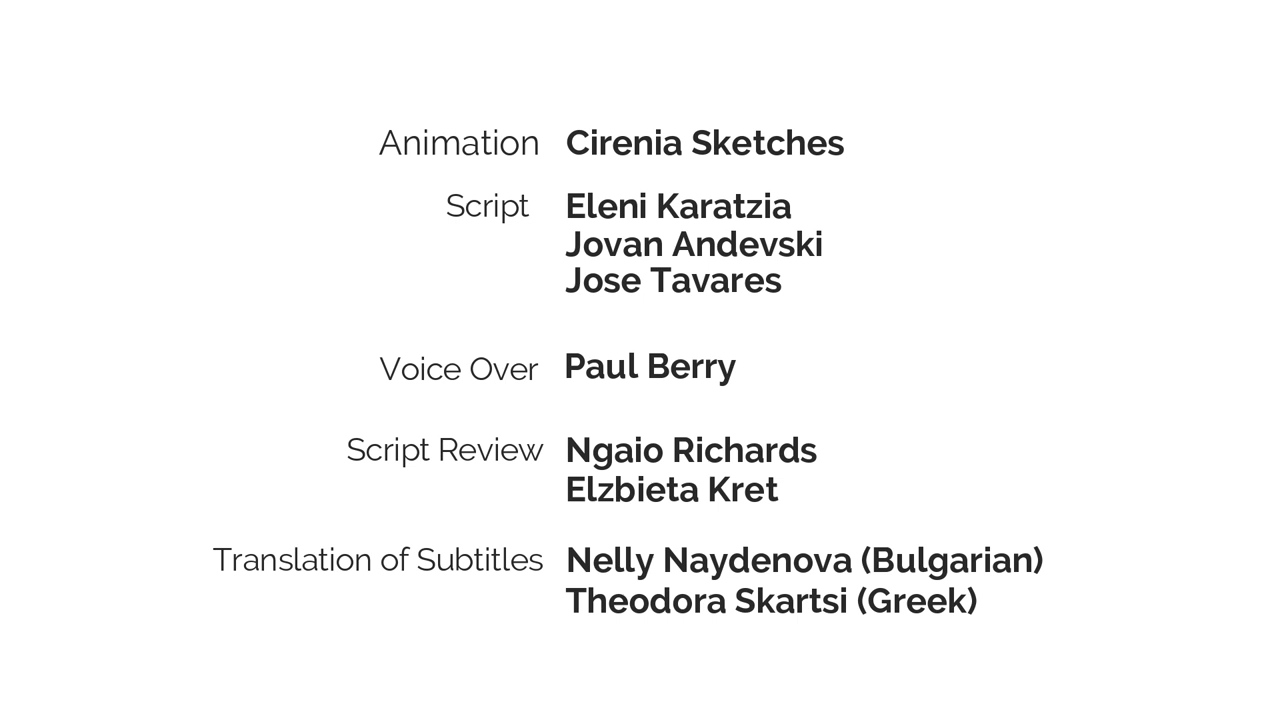 Animation Cirenia Sketches
Script Eleni Karatzia
Jovan Andevski
Jose Tavares
Voice Over Paul Berry
Script Review Ngaio Richards
Elzbieta Kret
Translation of Subtitles Nelly Naydenova (Bulgarian)
Theodora Skartsi (Greek)